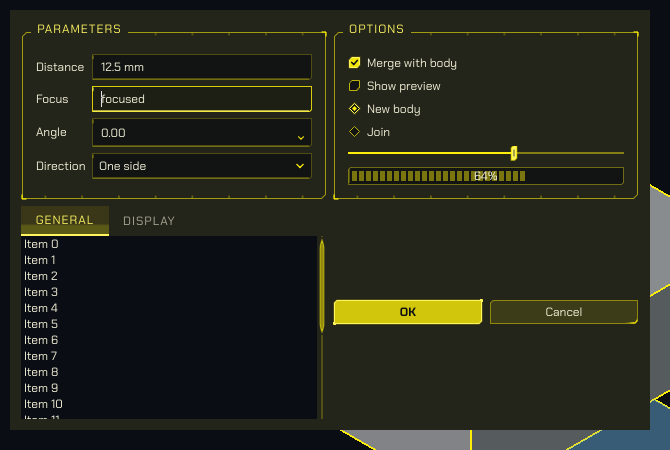 PARAMETERS
Distance 12.5 mm
Focus focused
Angle 0.00
Direction One side
OPTIONS
Merge with body
Show preview
New body
Join
64%
GENERAL DISPLAY
Item 0
Item 1
Item 2
Item 3
Item 4
Item 5
Item 6
Item 7
Item 8
Item 9
Item 10
Item 11
OK Cancel